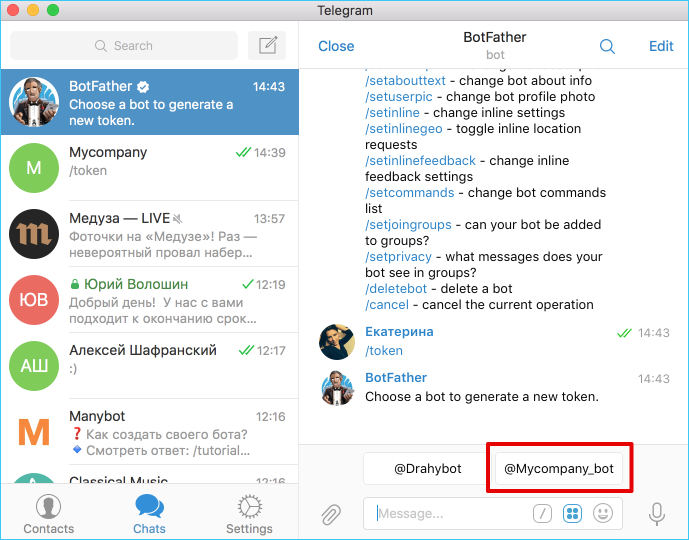 Telegram
Search
BotFather 14:43
Choose a bot to generate a
new token.
M
Mycompany 14:39
/token
m
Медуза — LIVE 13:57
Фоточки на «Медузе»! Раз —
невероятный провал набер...
ЮВ
Юрий Волошин 12:19
Добрый день! У нас с вами
подходит к окончанию срок...
АШ
Алексей Шафранский 12:17
:)
M
Manybot 12:16
❓ Как создать своего бота?
🔹 Смотреть ответ: /tutorial...
Classical Music 12:16
Contacts
Chats
Settings
Close
BotFather
bot
Edit
/setabouttext - change bot about info
/setuserpic - change bot profile photo
/setinline - change inline settings
/setinlinegeo - toggle inline location
requests
/setinlinefeedback - change inline
feedback settings
/setcommands - change bot commands
list
/setjoingroups - can your bot be added
to groups?
/setprivacy - what messages does your
bot see in groups?
/deletebot - delete a bot
/cancel - cancel the current operation
Екатерина 14:43
/token
BotFather 14:43
Choose a bot to generate a new token.
@Drahybot
@Mycompany_bot
Message...
/